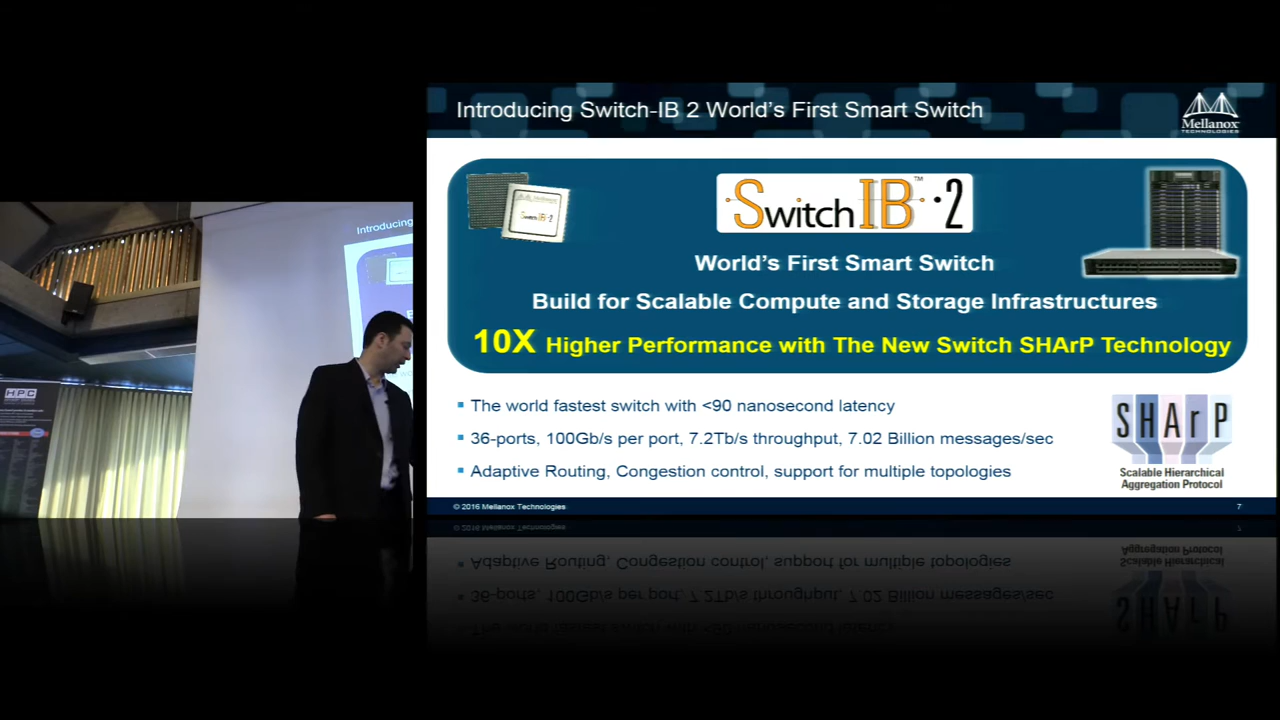 Introducing Switch-IB 2 World's First Smart Switch
Mellanox
TECHNOLOGIES
SwitchIB™·2
SwitchIB·2
World's First Smart Switch
Build for Scalable Compute and Storage Infrastructures
10X Higher Performance with The New Switch SHArP Technology
▪ The world fastest switch with <90 nanosecond latency
▪ 36-ports, 100Gb/s per port, 7.2Tb/s throughput, 7.02 Billion messages/sec
▪ Adaptive Routing, Congestion control, support for multiple topologies
SHArP
Scalable Hierarchical
Aggregation Protocol
© 2016 Mellanox Technologies
7
Introducing
HPC